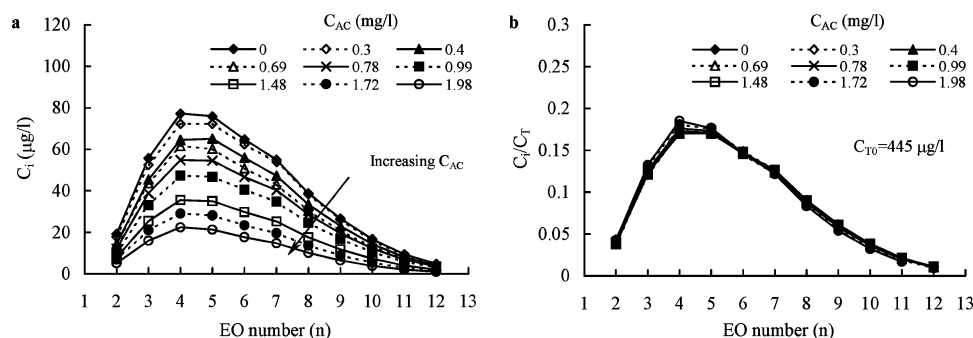 a
C_AC (mg/l)
0 0.3 0.4
0.69 0.78 0.99
1.48 1.72 1.98
C_i (μg/l)
120
100
80
60
40
20
0
Increasing C_AC
1 2 3 4 5 6 7 8 9 10 11 12 13
EO number (n)
b
C_AC (mg/l)
0 0.3 0.4
0.69 0.78 0.99
1.48 1.72 1.98
C_i/C_T
0.3
0.25
0.2
0.15
0.1
0.05
0
C_T0=445 μg/l
1 2 3 4 5 6 7 8 9 10 11 12 13
EO number (n)